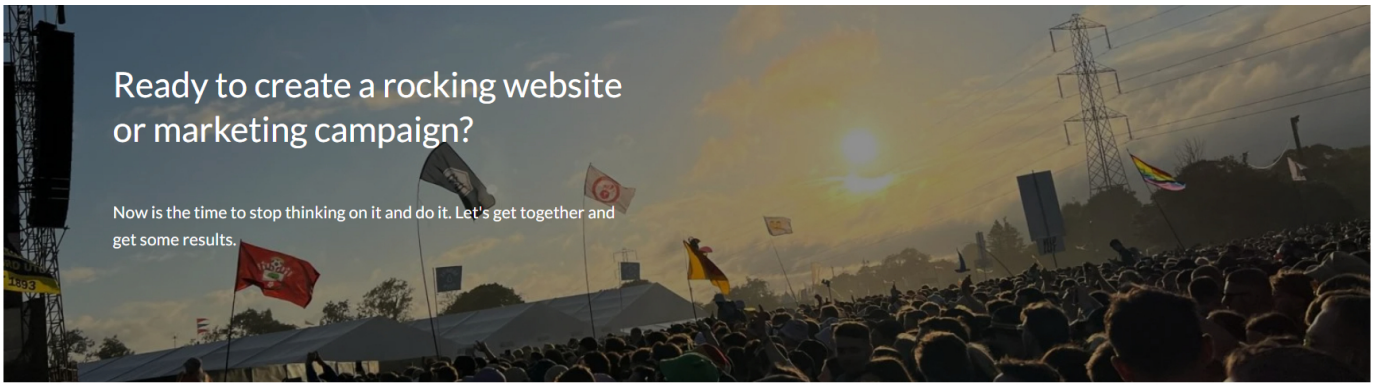 Ready to create a rocking website
or marketing campaign?
Now is the time to stop thinking on it and do it. Let's get together and
get some results.
1893